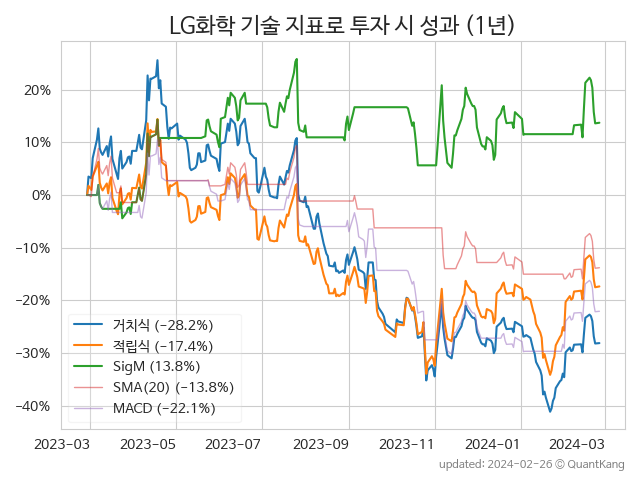 LG화학 기술 지표로 투자 시 성과 (1년)
20%
10%
0%
−10%
−20%
−30%
−40%
거치식 (−28.2%)
적립식 (−17.4%)
SigM (13.8%)
SMA(20) (−13.8%)
MACD (−22.1%)
2023-03 2023-05 2023-07 2023-09 2023-11 2024-01 2024-03
updated: 2024-02-26 © QuantKang